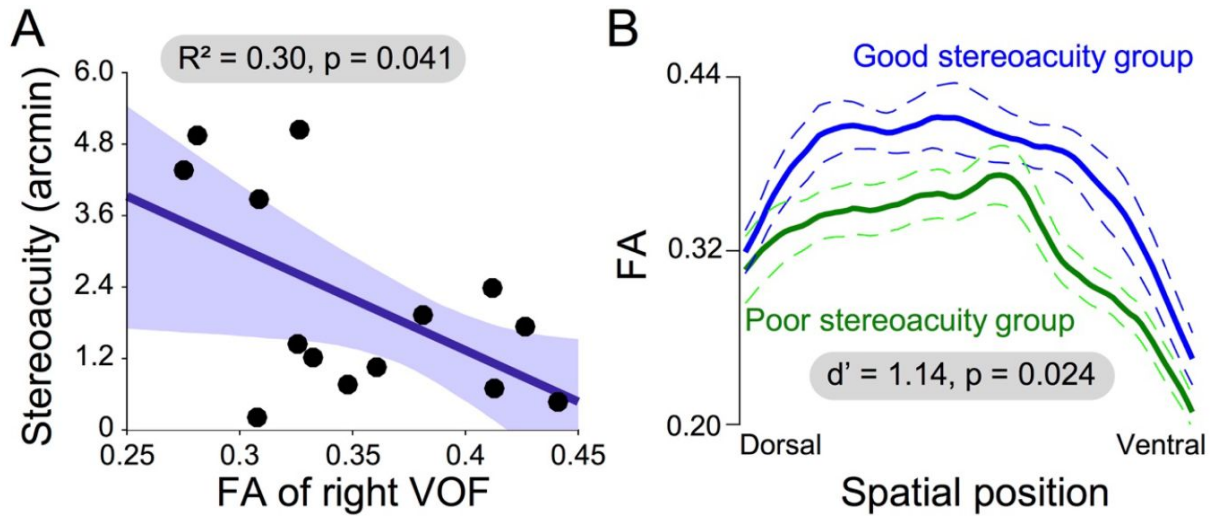 A
R² = 0.30, p = 0.041
Stereoacuity (arcmin)
6.0
4.8
3.6
2.4
1.2
0
0.25
0.3
0.35
0.4
0.45
FA of right VOF
B
Good stereoacuity group
0.44
0.32
0.20
FA
Poor stereoacuity group
d’ = 1.14, p = 0.024
Dorsal
Ventral
Spatial position